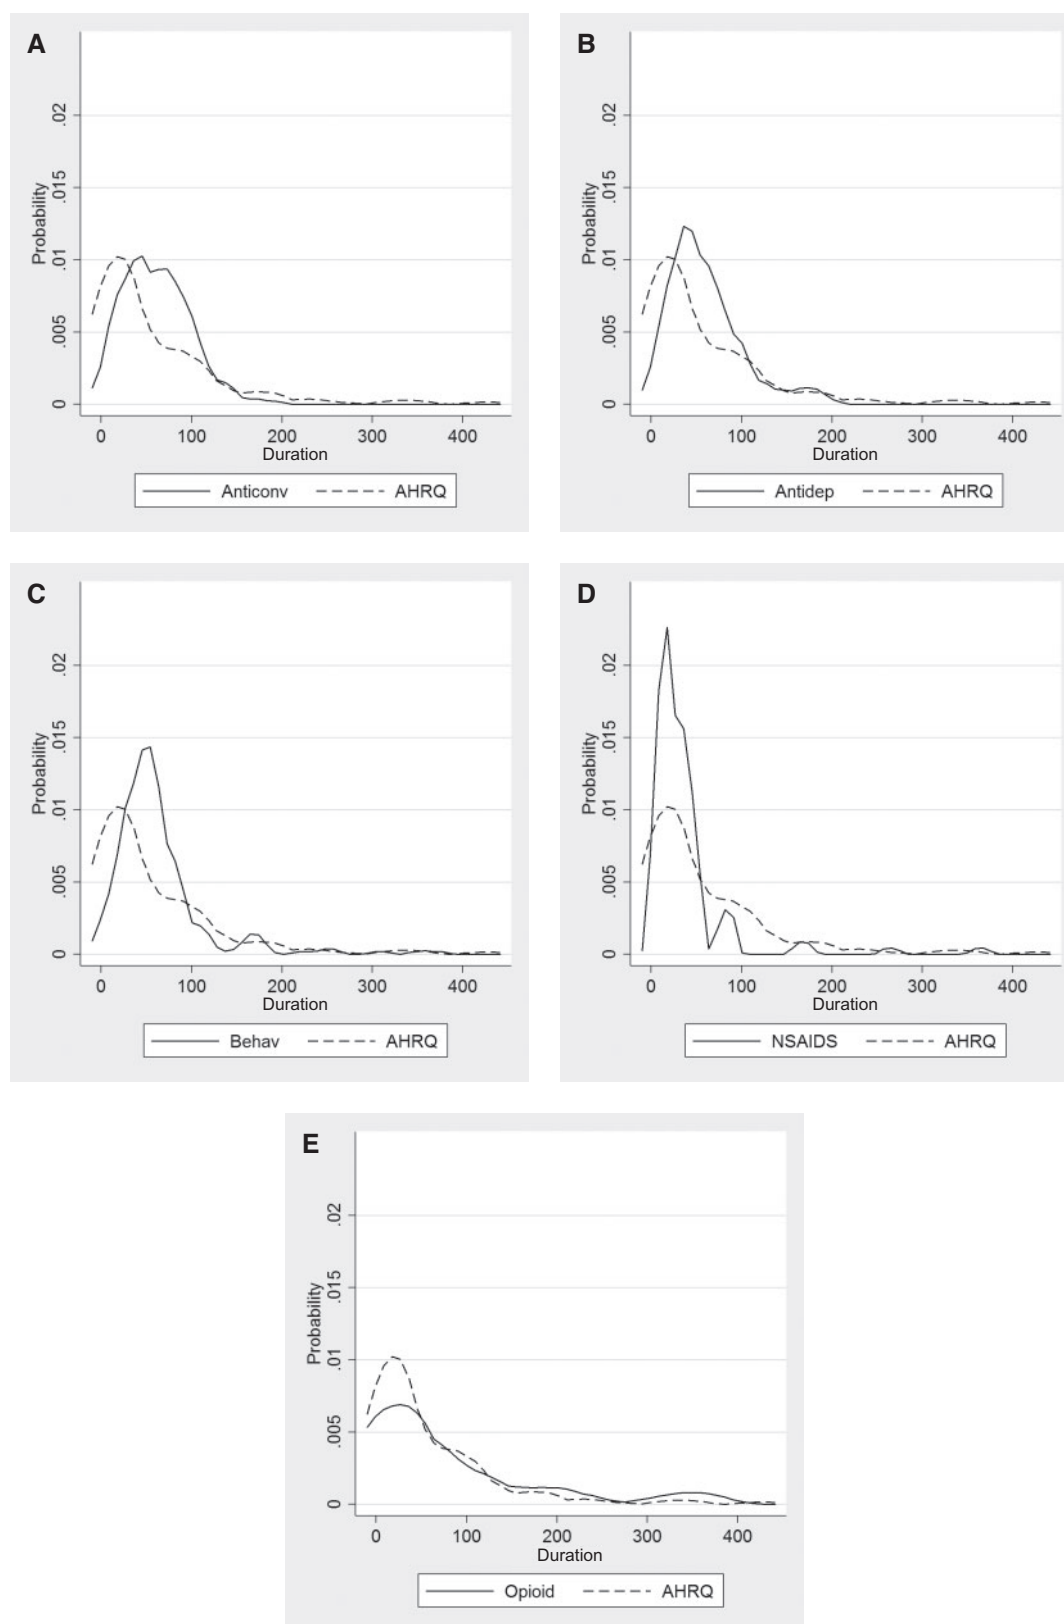 A
Probability
.02
.015
.01
.005
0
0 100 200 300 400
Duration
Anticonv AHRQ
B
Probability
.02
.015
.01
.005
0
0 100 200 300 400
Duration
Antidep AHRQ
C
Probability
.02
.015
.01
.005
0
0 100 200 300 400
Duration
Behav AHRQ
D
Probability
.02
.015
.01
.005
0
0 100 200 300 400
Duration
NSAIDS AHRQ
E
Probability
.02
.015
.01
.005
0
0 100 200 300 400
Duration
Opioid AHRQ